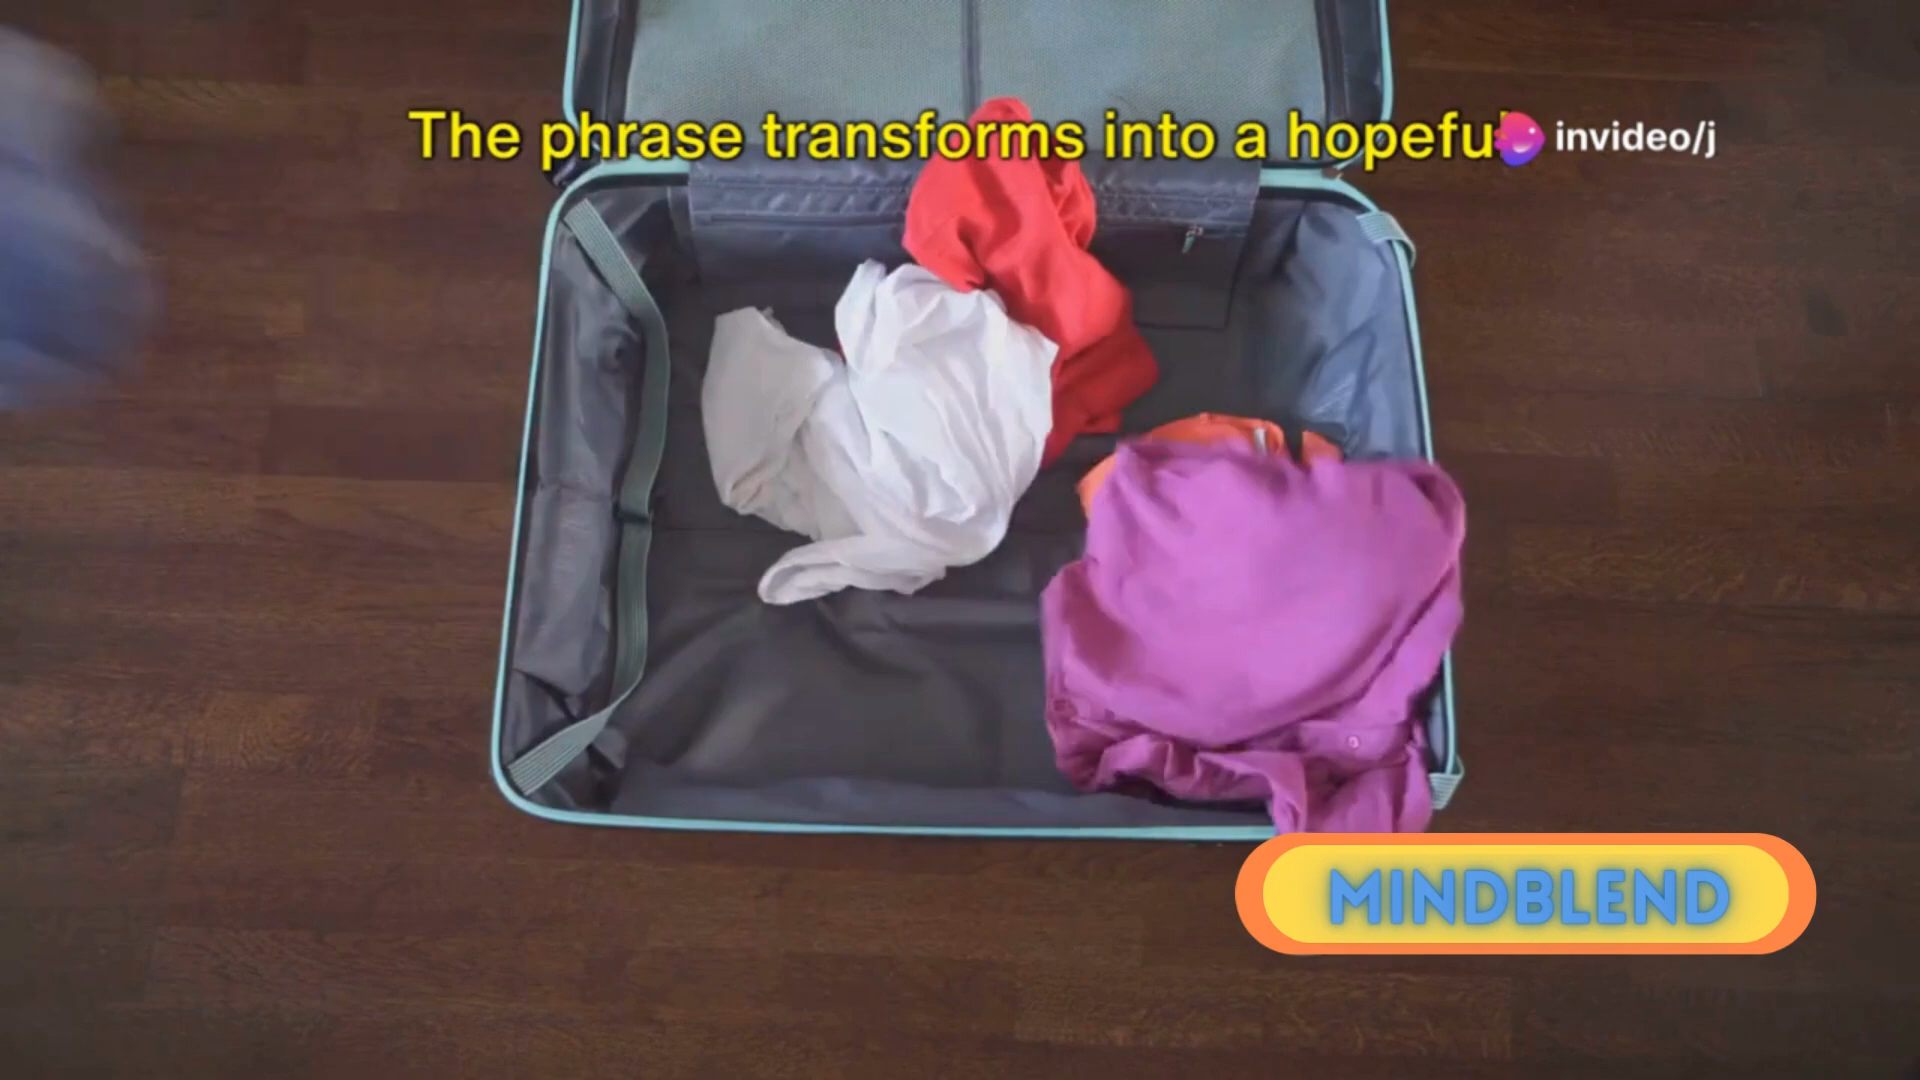 The phrase transforms into a hopeful
invideo/j
MINDBLEND